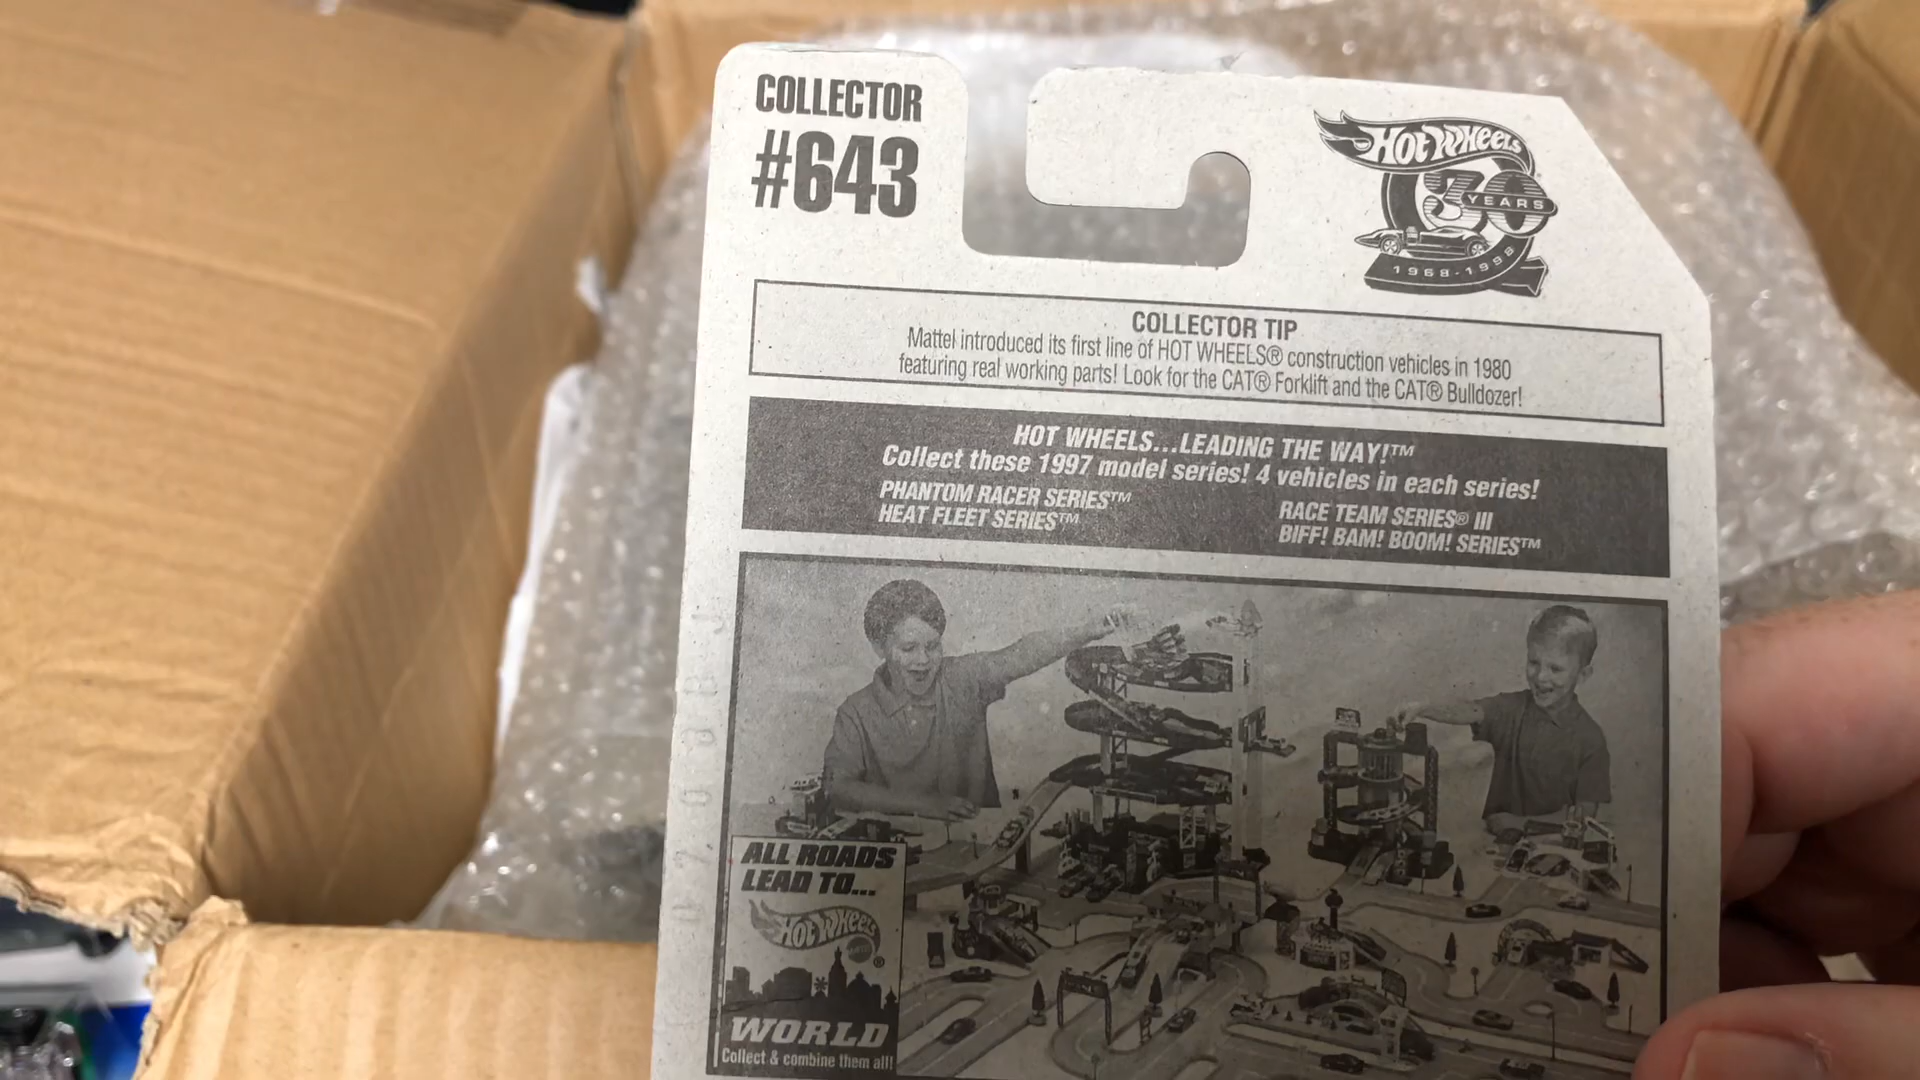 COLLECTOR
#643
HOT WHEELS
30
YEARS
1968-1998
COLLECTOR TIP
Mattel introduced its first line of HOT WHEELS® construction vehicles in 1980
featuring real working parts! Look for the CAT® Forklift and the CAT® Bulldozer!
HOT WHEELS...LEADING THE WAY!™
Collect these 1997 model series! 4 vehicles in each series!
PHANTOM RACER SERIES™
HEAT FLEET SERIES™
RACE TEAM SERIES® III
BIFF! BAM! BOOM! SERIES™
ALL ROADS
LEAD TO...
HOT WHEELS®
WORLD
Collect & combine them all!